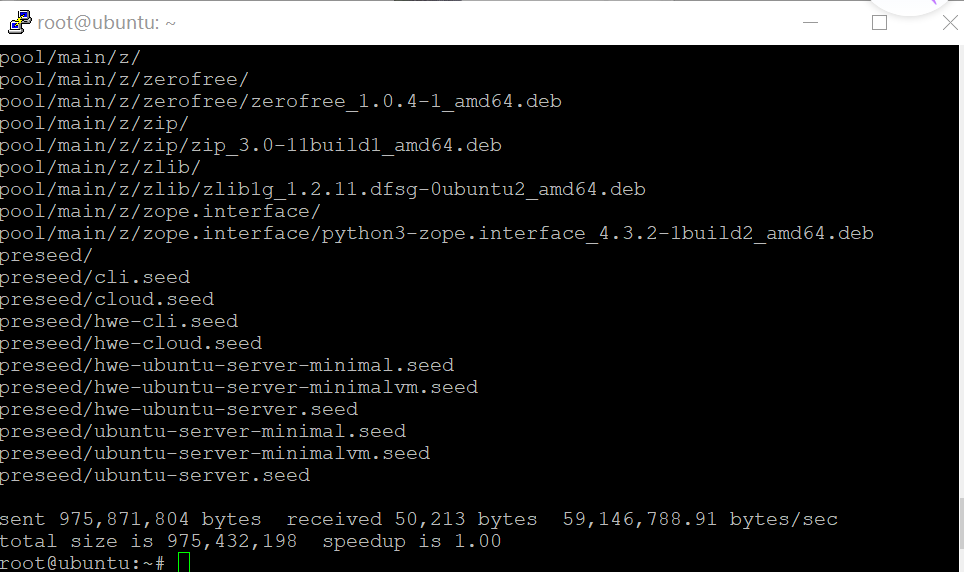 root@ubuntu: ~
pool/main/z/
pool/main/z/zerofree/
pool/main/z/zerofree/zerofree_1.0.4-1_amd64.deb
pool/main/z/zip/
pool/main/z/zip/zip_3.0-11build1_amd64.deb
pool/main/z/zlib/
pool/main/z/zlib/zlib1g_1.2.11.dfsg-0ubuntu2_amd64.deb
pool/main/z/zope.interface/
pool/main/z/zope.interface/python3-zope.interface_4.3.2-1build2_amd64.deb
preseed/
preseed/cli.seed
preseed/cloud.seed
preseed/hwe-cli.seed
preseed/hwe-cloud.seed
preseed/hwe-ubuntu-server-minimal.seed
preseed/hwe-ubuntu-server-minimalvm.seed
preseed/hwe-ubuntu-server.seed
preseed/ubuntu-server-minimal.seed
preseed/ubuntu-server-minimalvm.seed
preseed/ubuntu-server.seed
sent 975,871,804 bytes  received 50,213 bytes  59,146,788.91 bytes/sec
total size is 975,432,198  speedup is 1.00
root@ubuntu:~#